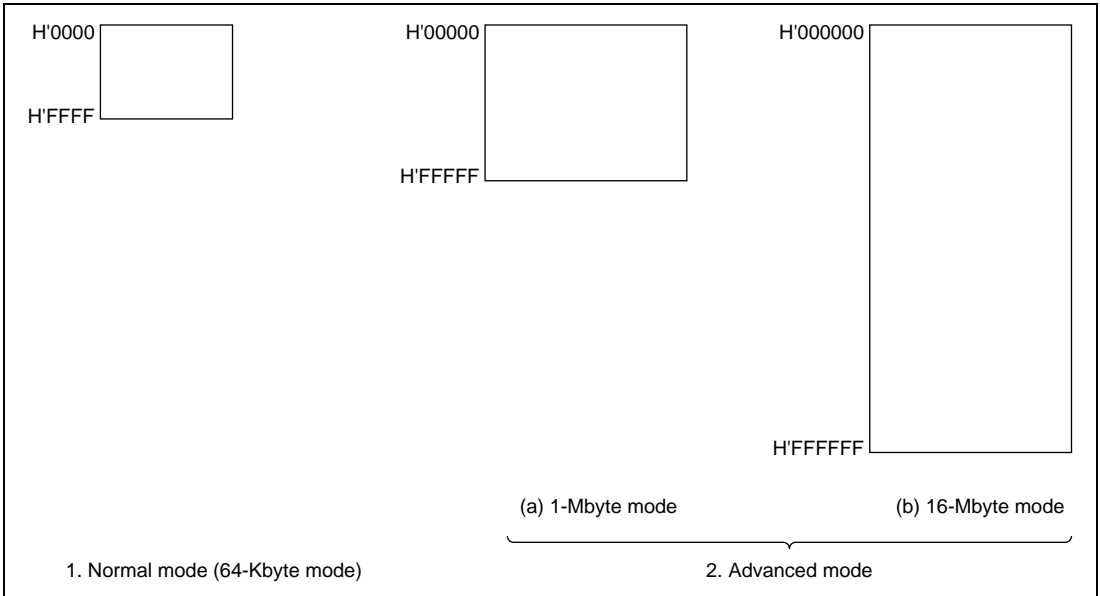 H'0000
H'FFFF
H'00000
H'FFFFF
H'000000
H'FFFFFF
(a) 1-Mbyte mode
(b) 16-Mbyte mode
1. Normal mode (64-Kbyte mode)
2. Advanced mode